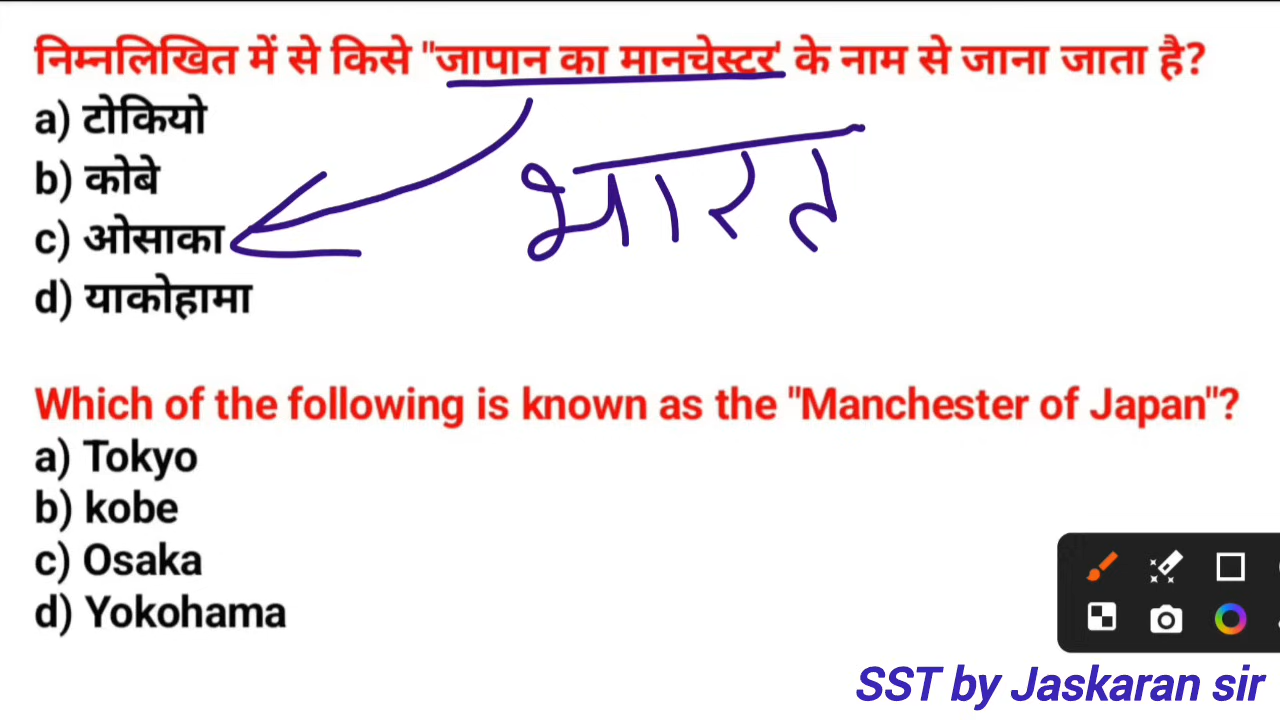 निम्नलिखित में से किसे "जापान का मानचेस्टर' के नाम से जाना जाता है?
a) टोकियो
b) कोबे
c) ओसाका
d) याकोहामा
भारत
Which of the following is known as the "Manchester of Japan"?
a) Tokyo
b) kobe
c) Osaka
d) Yokohama
SST by Jaskaran sir